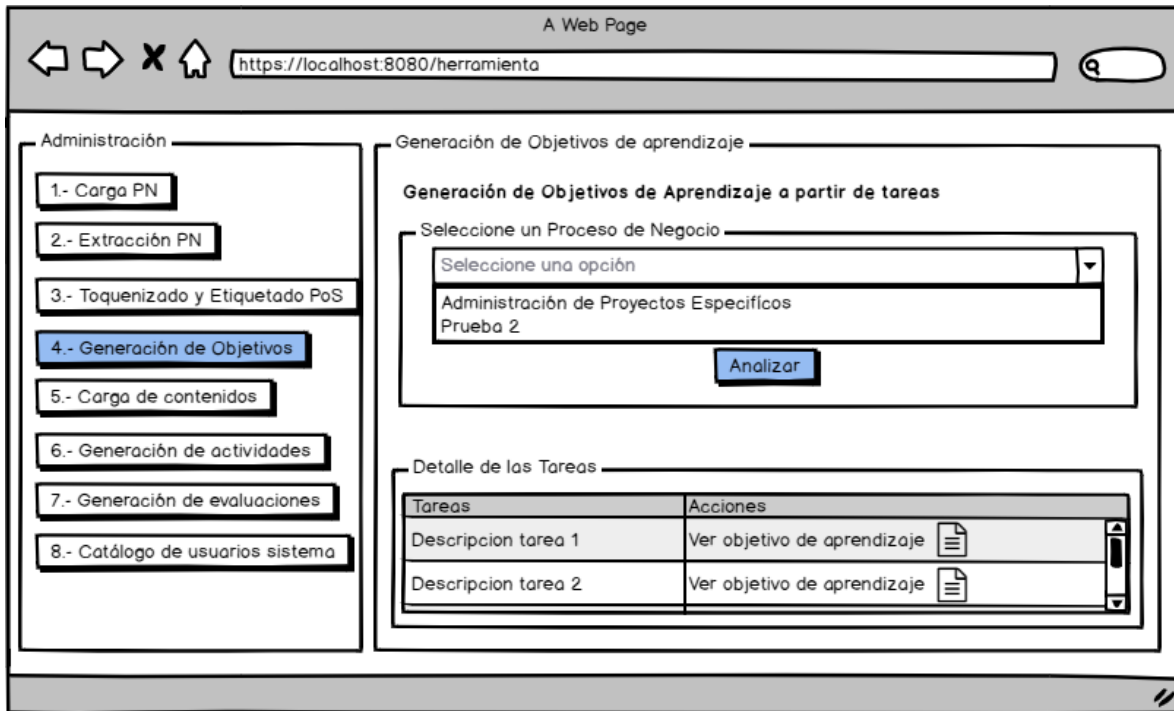 A Web Page
https://localhost:8080/herramienta
Administración
1.- Carga PN
2.- Extracción PN
3.- Toquenizado y Etiquetado PoS
4.- Generación de Objetivos
5.- Carga de contenidos
6.- Generación de actividades
7.- Generación de evaluaciones
8.- Catálogo de usuarios sistema
Generación de Objetivos de aprendizaje
Generación de Objetivos de Aprendizaje a partir de tareas
Seleccione un Proceso de Negocio
Seleccione una opción
Administración de Proyectos Especifícos
Prueba 2
Analizar
Detalle de las Tareas
Tareas Acciones
Descripcion tarea 1 Ver objetivo de aprendizaje
Descripcion tarea 2 Ver objetivo de aprendizaje